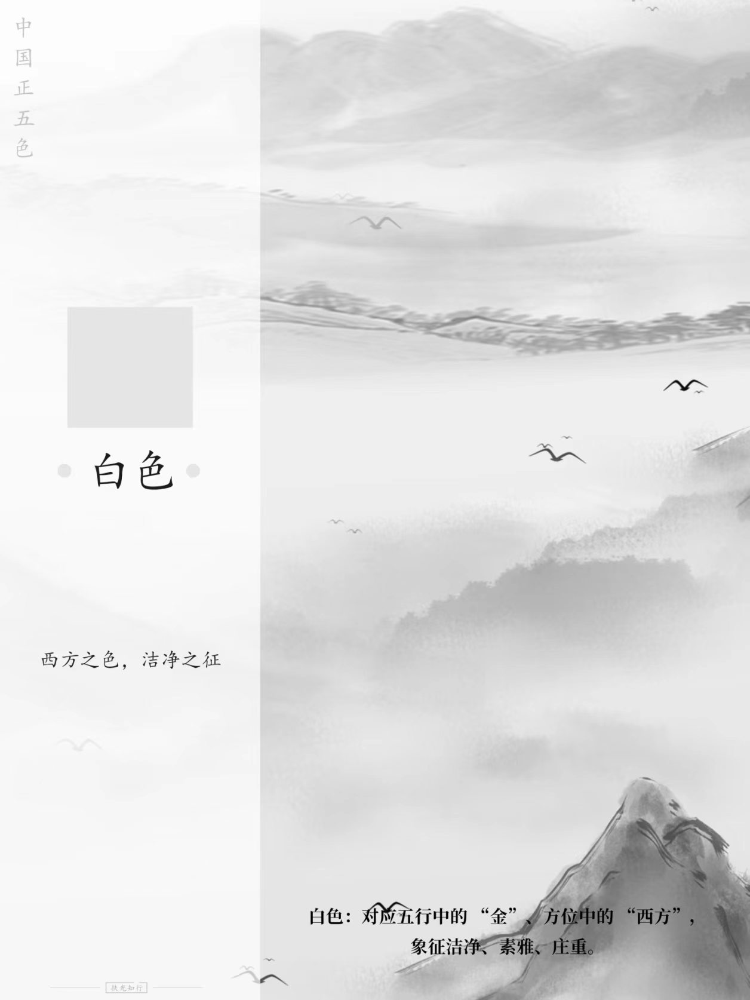 中国正五色
白色
西方之色，洁净之征
白色：对应五行中的“金”、方位中的“西方”，
象征洁净、素雅、庄重。
扶光知行